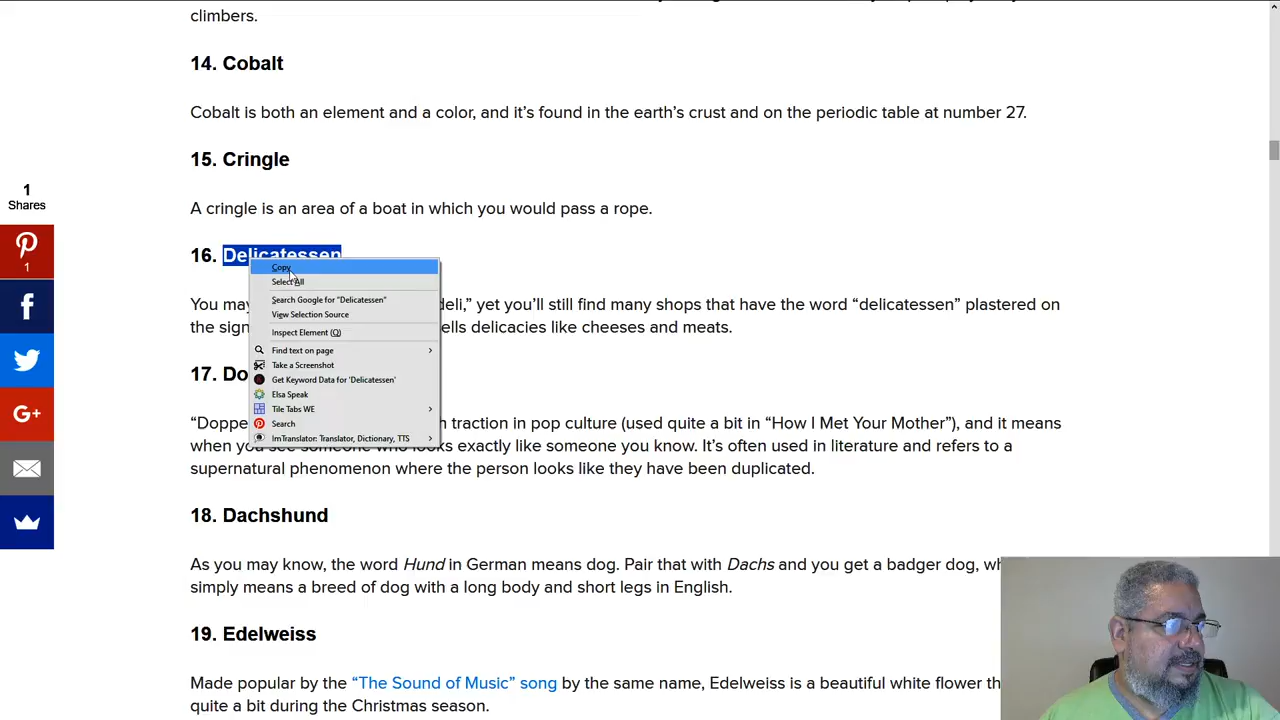 climbers.
14. Cobalt
Cobalt is both an element and a color, and it’s found in the earth’s crust and on the periodic table at number 27.
15. Cringle
1
Shares
A cringle is an area of a boat in which you would pass a rope.
1
16. Delicatessen
Copy
Select All
Search Google for "Delicatessen"
View Selection Source
Inspect Element (Q)
Find text on page
Take a Screenshot
Get Keyword Data for 'Delicatessen'
Elsa Speak
Tile Tabs WE
Search
ImTranslator: Translator, Dictionary, TTS
You may deli,” yet you’ll still find many shops that have the word “delicatessen” plastered on
the sign ells delicacies like cheeses and meats.
17. Do
“Doppe traction in pop culture (used quite a bit in “How I Met Your Mother”), and it means
when you see someone who looks exactly like someone you know. It’s often used in literature and refers to a
supernatural phenomenon where the person looks like they have been duplicated.
18. Dachshund
As you may know, the word Hund in German means dog. Pair that with Dachs and you get a badger dog, wh
simply means a breed of dog with a long body and short legs in English.
19. Edelweiss
Made popular by the “The Sound of Music” song by the same name, Edelweiss is a beautiful white flower th
quite a bit during the Christmas season.